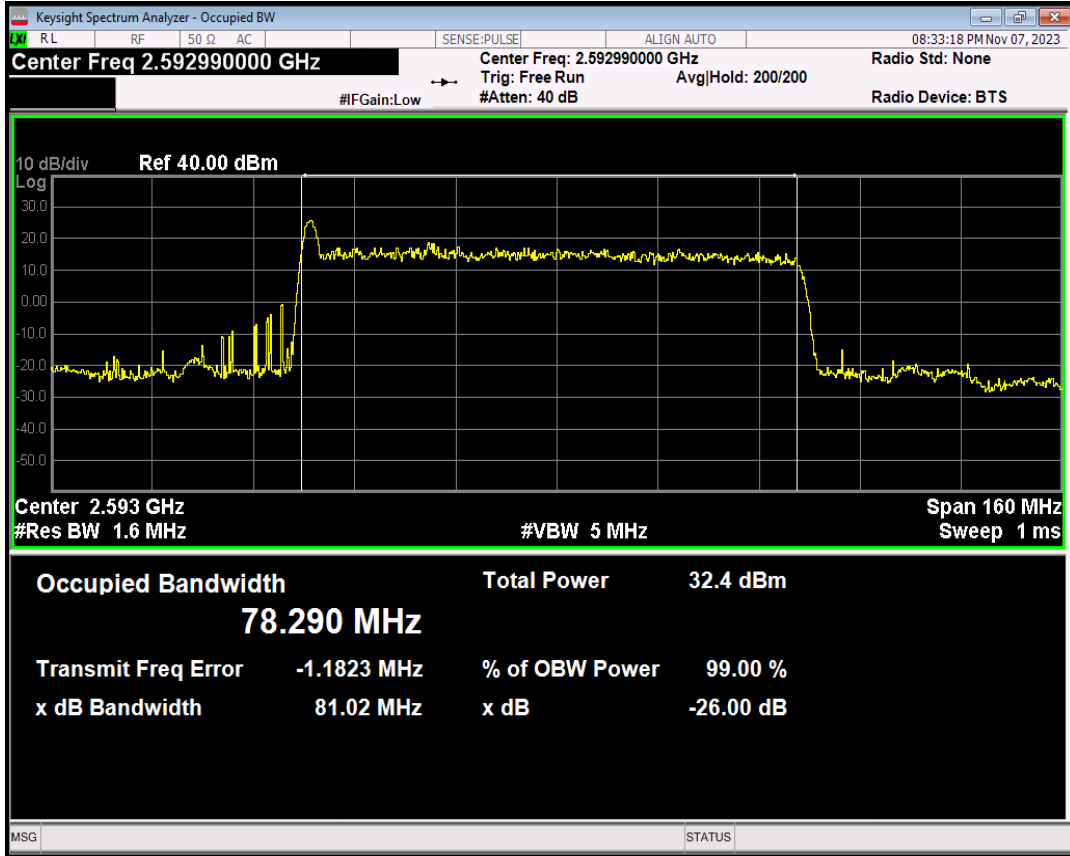 Keysight Spectrum Analyzer - Occupied BW
LXI RL RF 50 Ω AC SENSE:PULSE ALIGN AUTO 08:33:18 PM Nov 07, 2023
Center Freq 2.592990000 GHz
Center Freq: 2.592990000 GHz
Radio Std: None
Trig: Free Run Avg|Hold: 200/200
#IFGain:Low #Atten: 40 dB Radio Device: BTS
10 dB/div Ref 40.00 dBm
Log
30.0
20.0
10.0
0.00
-10.0
-20.0
-30.0
-40.0
-50.0
Center 2.593 GHz Span 160 MHz
#Res BW 1.6 MHz #VBW 5 MHz Sweep 1 ms
Occupied Bandwidth Total Power 32.4 dBm
78.290 MHz
Transmit Freq Error -1.1823 MHz % of OBW Power 99.00 %
x dB Bandwidth 81.02 MHz x dB -26.00 dB
MSG STATUS